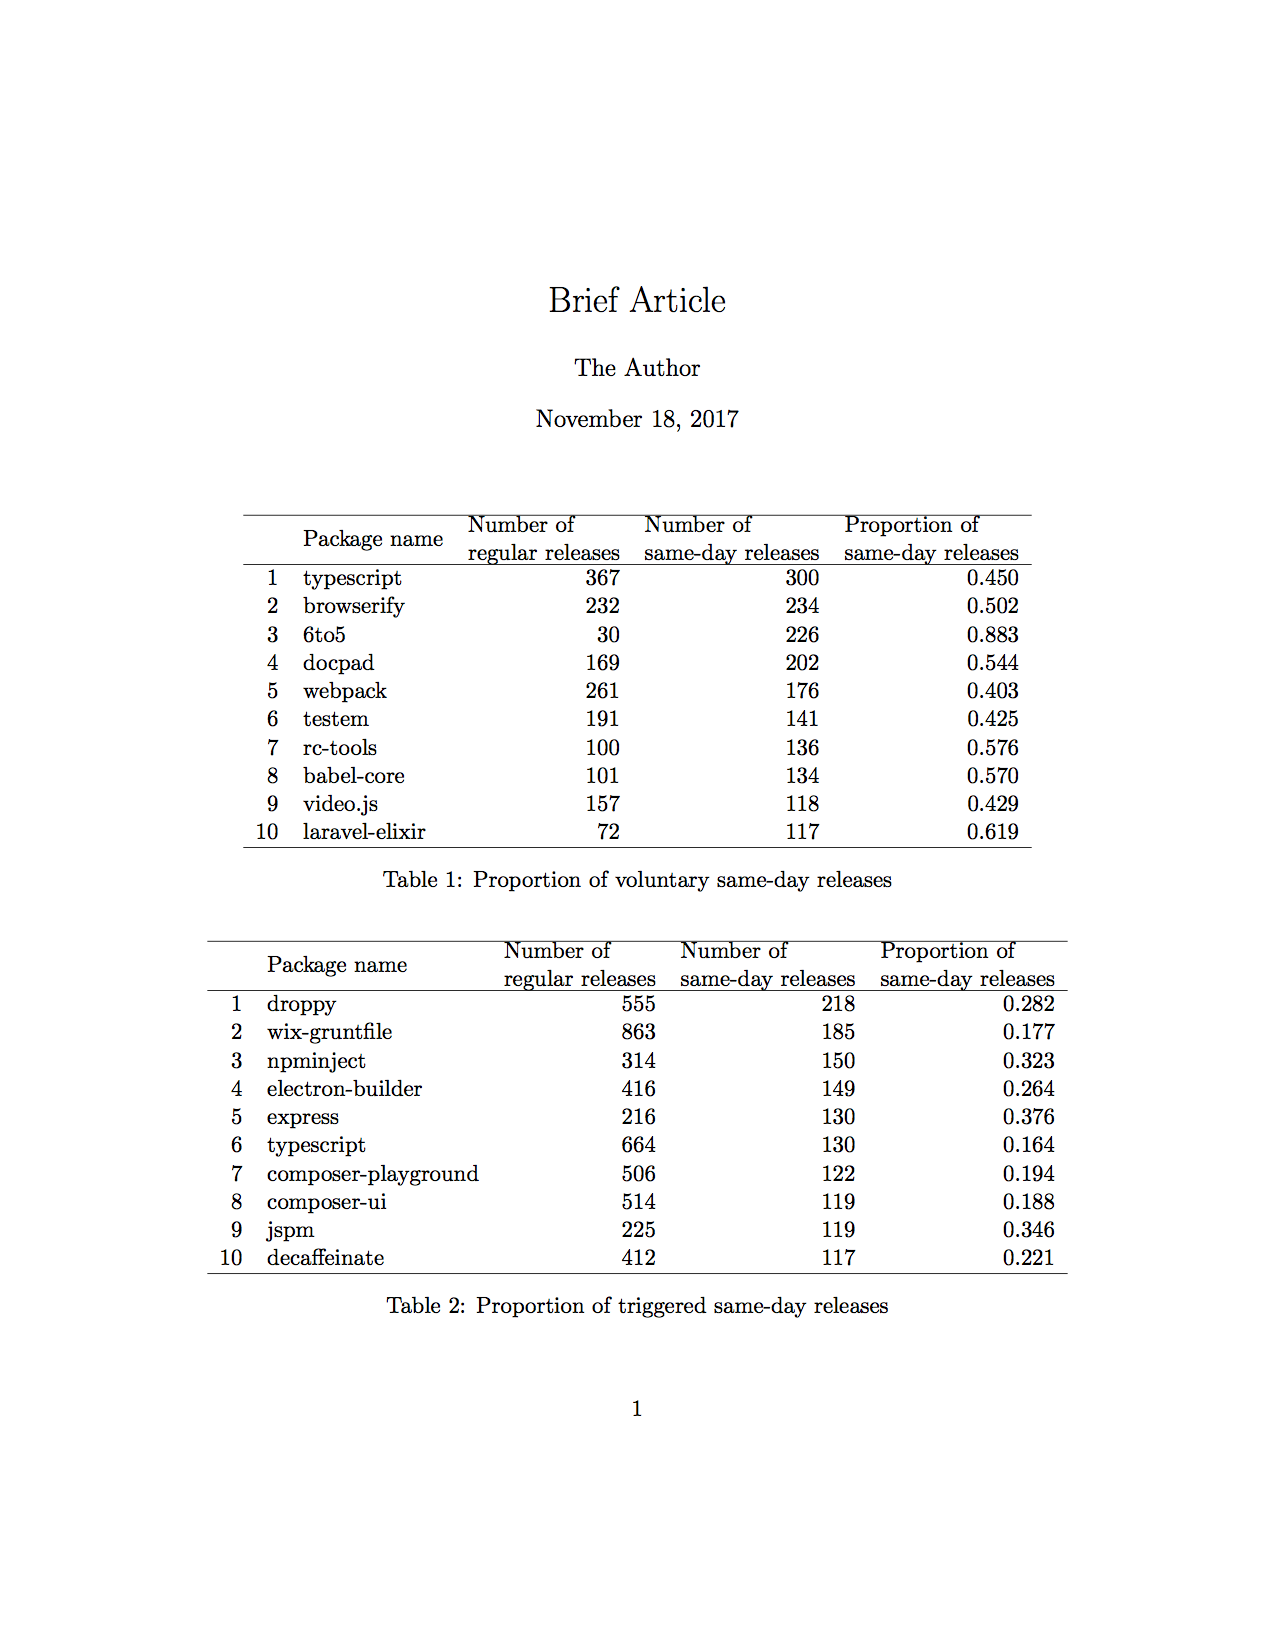 Brief Article
The Author
November 18, 2017
Package name Number of regular releases Number of same-day releases Proportion of same-day releases
1 typescript 367 300 0.450
2 browserify 232 234 0.502
3 6to5 30 226 0.883
4 docpad 169 202 0.544
5 webpack 261 176 0.403
6 testem 191 141 0.425
7 rc-tools 100 136 0.576
8 babel-core 101 134 0.570
9 video.js 157 118 0.429
10 laravel-elixir 72 117 0.619
Table 1: Proportion of voluntary same-day releases
Package name Number of regular releases Number of same-day releases Proportion of same-day releases
1 droppy 555 218 0.282
2 wix-gruntfile 863 185 0.177
3 npminject 314 150 0.323
4 electron-builder 416 149 0.264
5 express 216 130 0.376
6 typescript 664 130 0.164
7 composer-playground 506 122 0.194
8 composer-ui 514 119 0.188
9 jspm 225 119 0.346
10 decaffeinate 412 117 0.221
Table 2: Proportion of triggered same-day releases
1